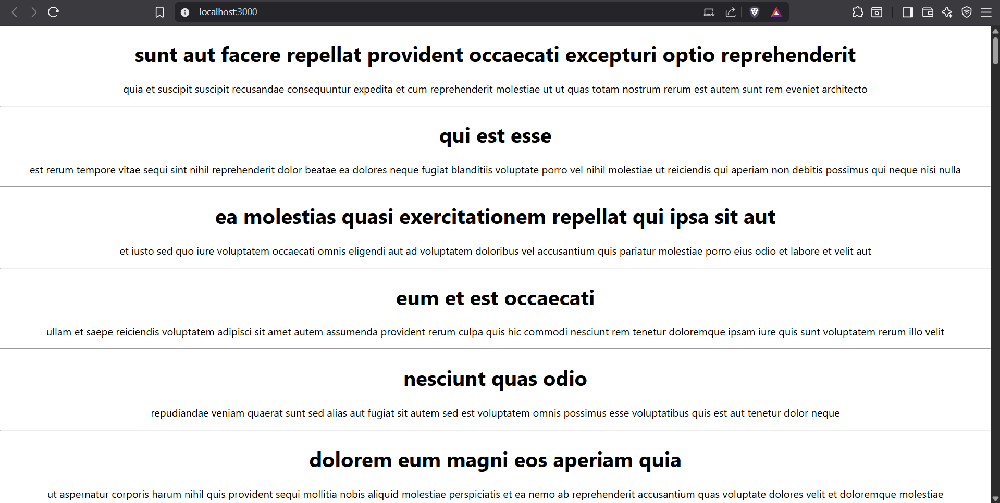 localhost:3000
sunt aut facere repellat provident occaecati excepturi optio reprehenderit
quia et suscipit suscipit recusandae consequuntur expedita et cum reprehenderit molestiae ut ut quas totam nostrum rerum est autem sunt rem eveniet architecto
qui est esse
est rerum tempore vitae sequi sint nihil reprehenderit dolor beatae ea dolores neque fugiat blanditiis voluptate porro vel nihil molestiae ut reiciendis qui aperiam non debitis possimus qui neque nisi nulla
ea molestias quasi exercitationem repellat qui ipsa sit aut
et iusto sed quo iure voluptatem occaecati omnis eligendi aut ad voluptatem doloribus vel accusantium quis pariatur molestiae porro eius odio et labore et velit aut
eum et est occaecati
ullam et saepe reiciendis voluptatem adipisci sit amet autem assumenda provident rerum culpa quis hic commodi nesciunt rem tenetur doloremque ipsam iure quis sunt voluptatem rerum illo velit
nesciunt quas odio
repudiandae veniam quaerat sunt sed alias aut fugiat sit autem sed est voluptatem omnis possimus esse voluptatibus quis est aut tenetur dolor neque
dolorem eum magni eos aperiam quia
ut aspernatur corporis harum nihil quis provident sequi mollitia nobis aliquid molestiae perspiciatis et ea nemo ab reprehenderit accusantium quas voluptate dolores velit et doloremque molestiae